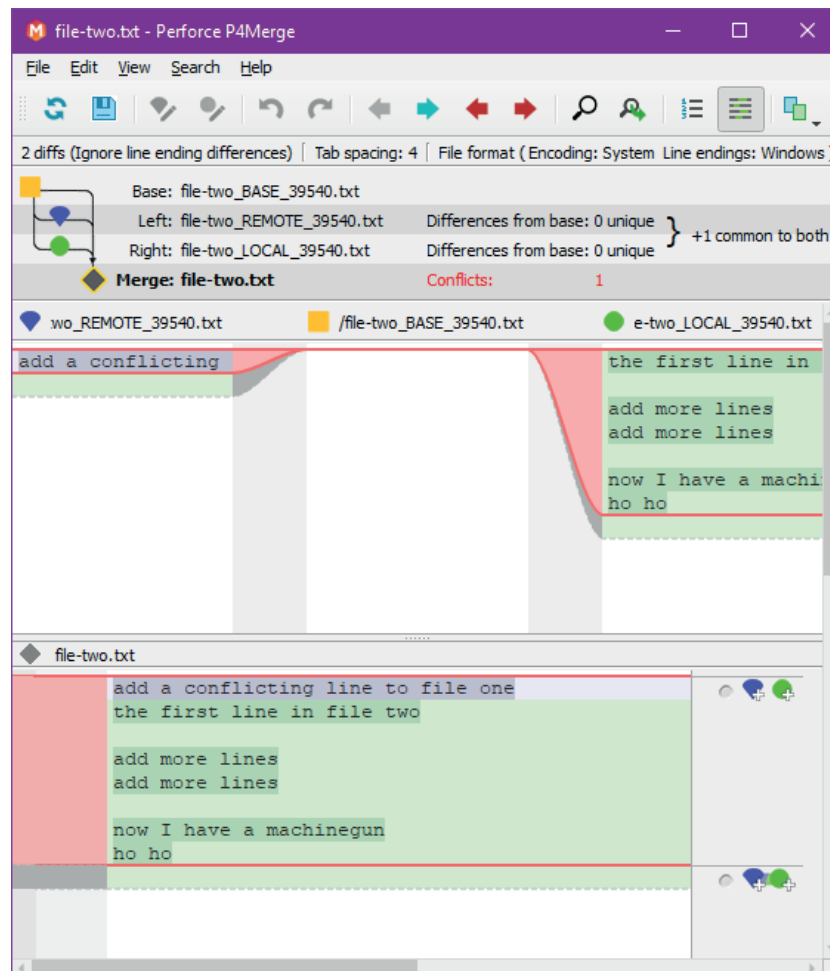 file-two.txt - Perforce P4Merge
File Edit View Search Help
2 diffs (Ignore line ending differences) | Tab spacing: 4 | File format ( Encoding: System Line endings: Windows )
Base: file-two_BASE_39540.txt
Left: file-two_REMOTE_39540.txt Differences from base: 0 unique
Right: file-two_LOCAL_39540.txt Differences from base: 0 unique
} +1 common to both
Merge: file-two.txt Conflicts: 1
wo_REMOTE_39540.txt /file-two_BASE_39540.txt e-two_LOCAL_39540.txt
add a conflicting the first line in
add more lines
add more lines
now I have a machi
ho ho
file-two.txt
add a conflicting line to file one
the first line in file two
add more lines
add more lines
now I have a machinegun
ho ho